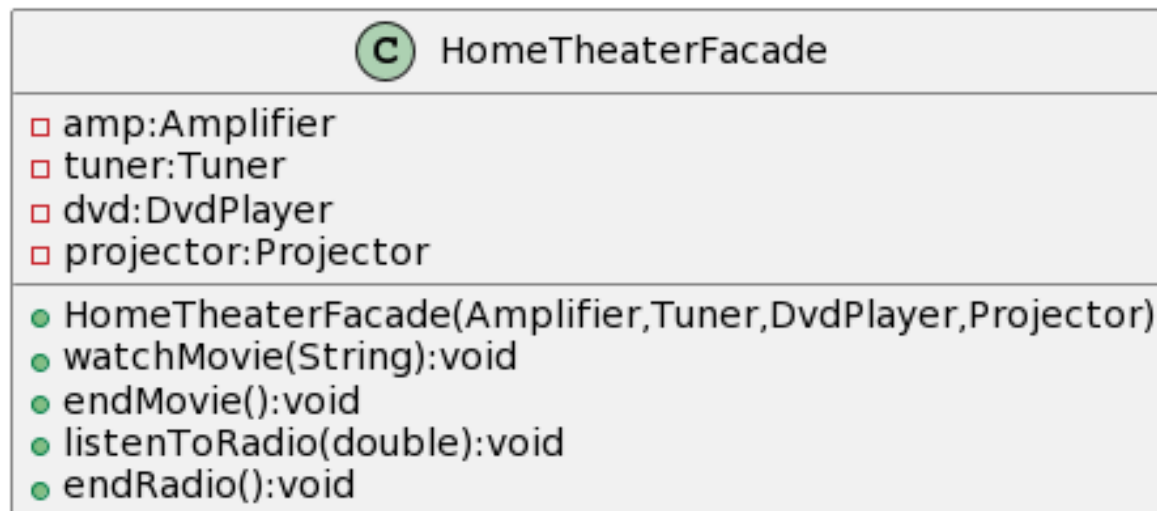 C HomeTheaterFacade
amp:Amplifier
tuner:Tuner
dvd:DvdPlayer
projector:Projector
HomeTheaterFacade(Amplifier,Tuner,DvdPlayer,Projector)
watchMovie(String):void
endMovie():void
listenToRadio(double):void
endRadio():void